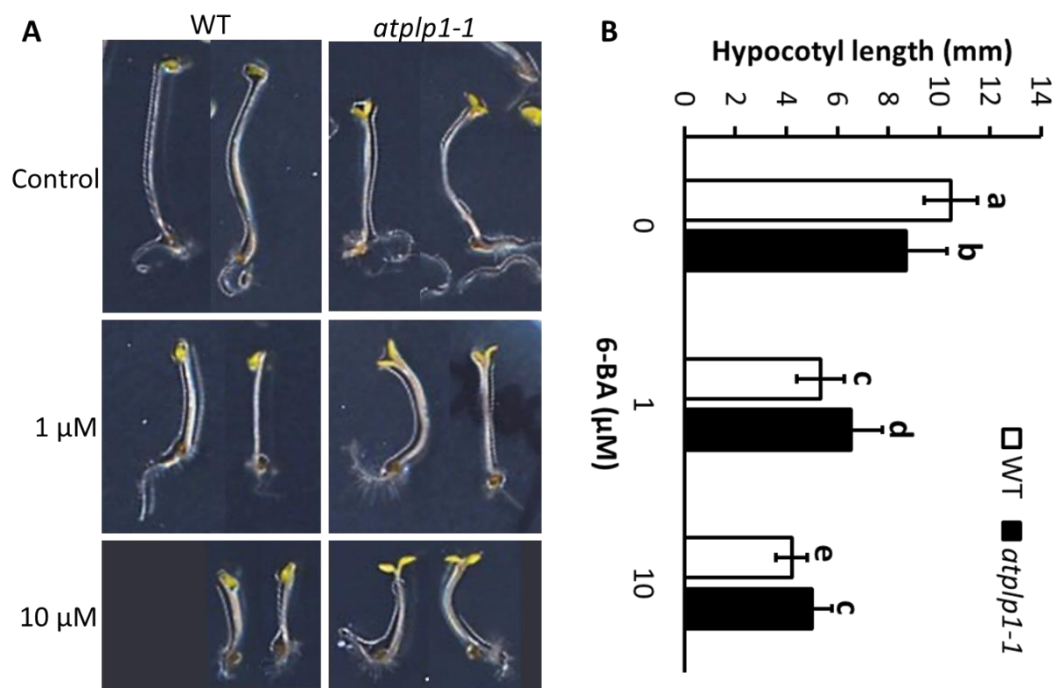 A
WT
atplp1-1
Control
1 µM
10 µM
B
Hypocotyl length (mm)
0 2 4 6 8 10 12 14
a
b
c
d
e
c
0 1 10
6-BA (µM)
WT atplp1-1